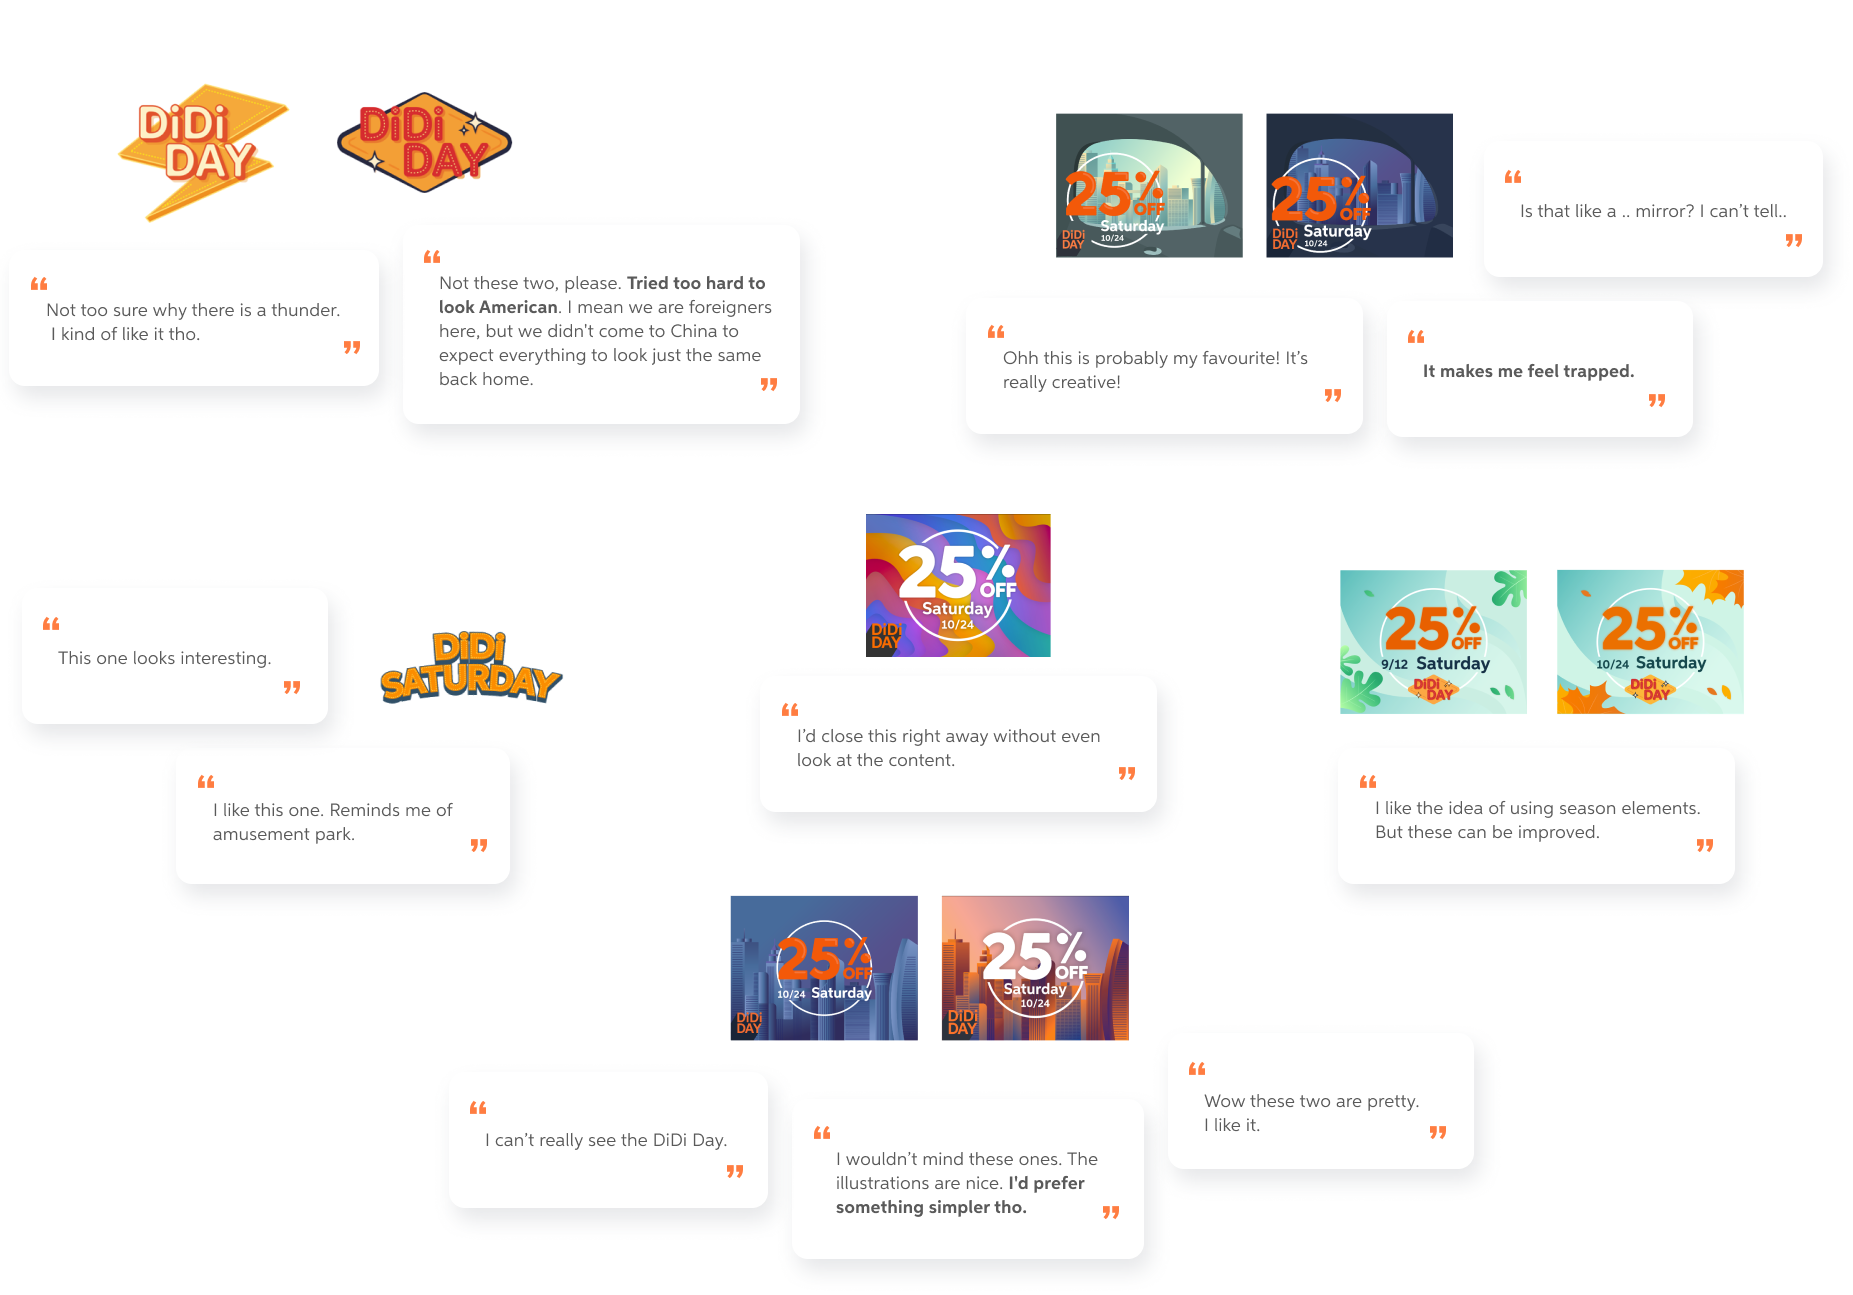 DiDi
DAY
DiDi
DAY
“
Not too sure why there is a thunder.
I kind of like it tho.
”
“
Not these two, please. Tried too hard to
look American. I mean we are foreigners
here, but we didn't come to China to
expect everything to look just the same
back home.
”
25%
OFF
Saturday
10/24
DiDi
DAY
25%
OFF
Saturday
10/24
DiDi
DAY
“
Is that like a .. mirror? I can’t tell..
”
“
Ohh this is probably my favourite! It’s
really creative!
”
“
It makes me feel trapped.
”
“
This one looks interesting.
”
DiDi
SATURDAY
“
I like this one. Reminds me of
amusement park.
”
25%
OFF
Saturday
10/24
DiDi
DAY
“
I’d close this right away without even
look at the content.
”
25%
OFF
9/12 Saturday
DiDi
DAY
25%
OFF
10/24 Saturday
DiDi
DAY
“
I like the idea of using season elements.
But these can be improved.
”
25%
OFF
10/24 Saturday
DiDi
DAY
25%
OFF
Saturday
10/24
DiDi
DAY
“
I can’t really see the DiDi Day.
”
“
I wouldn’t mind these ones. The
illustrations are nice. I'd prefer
something simpler tho.
”
“
Wow these two are pretty.
I like it.
”